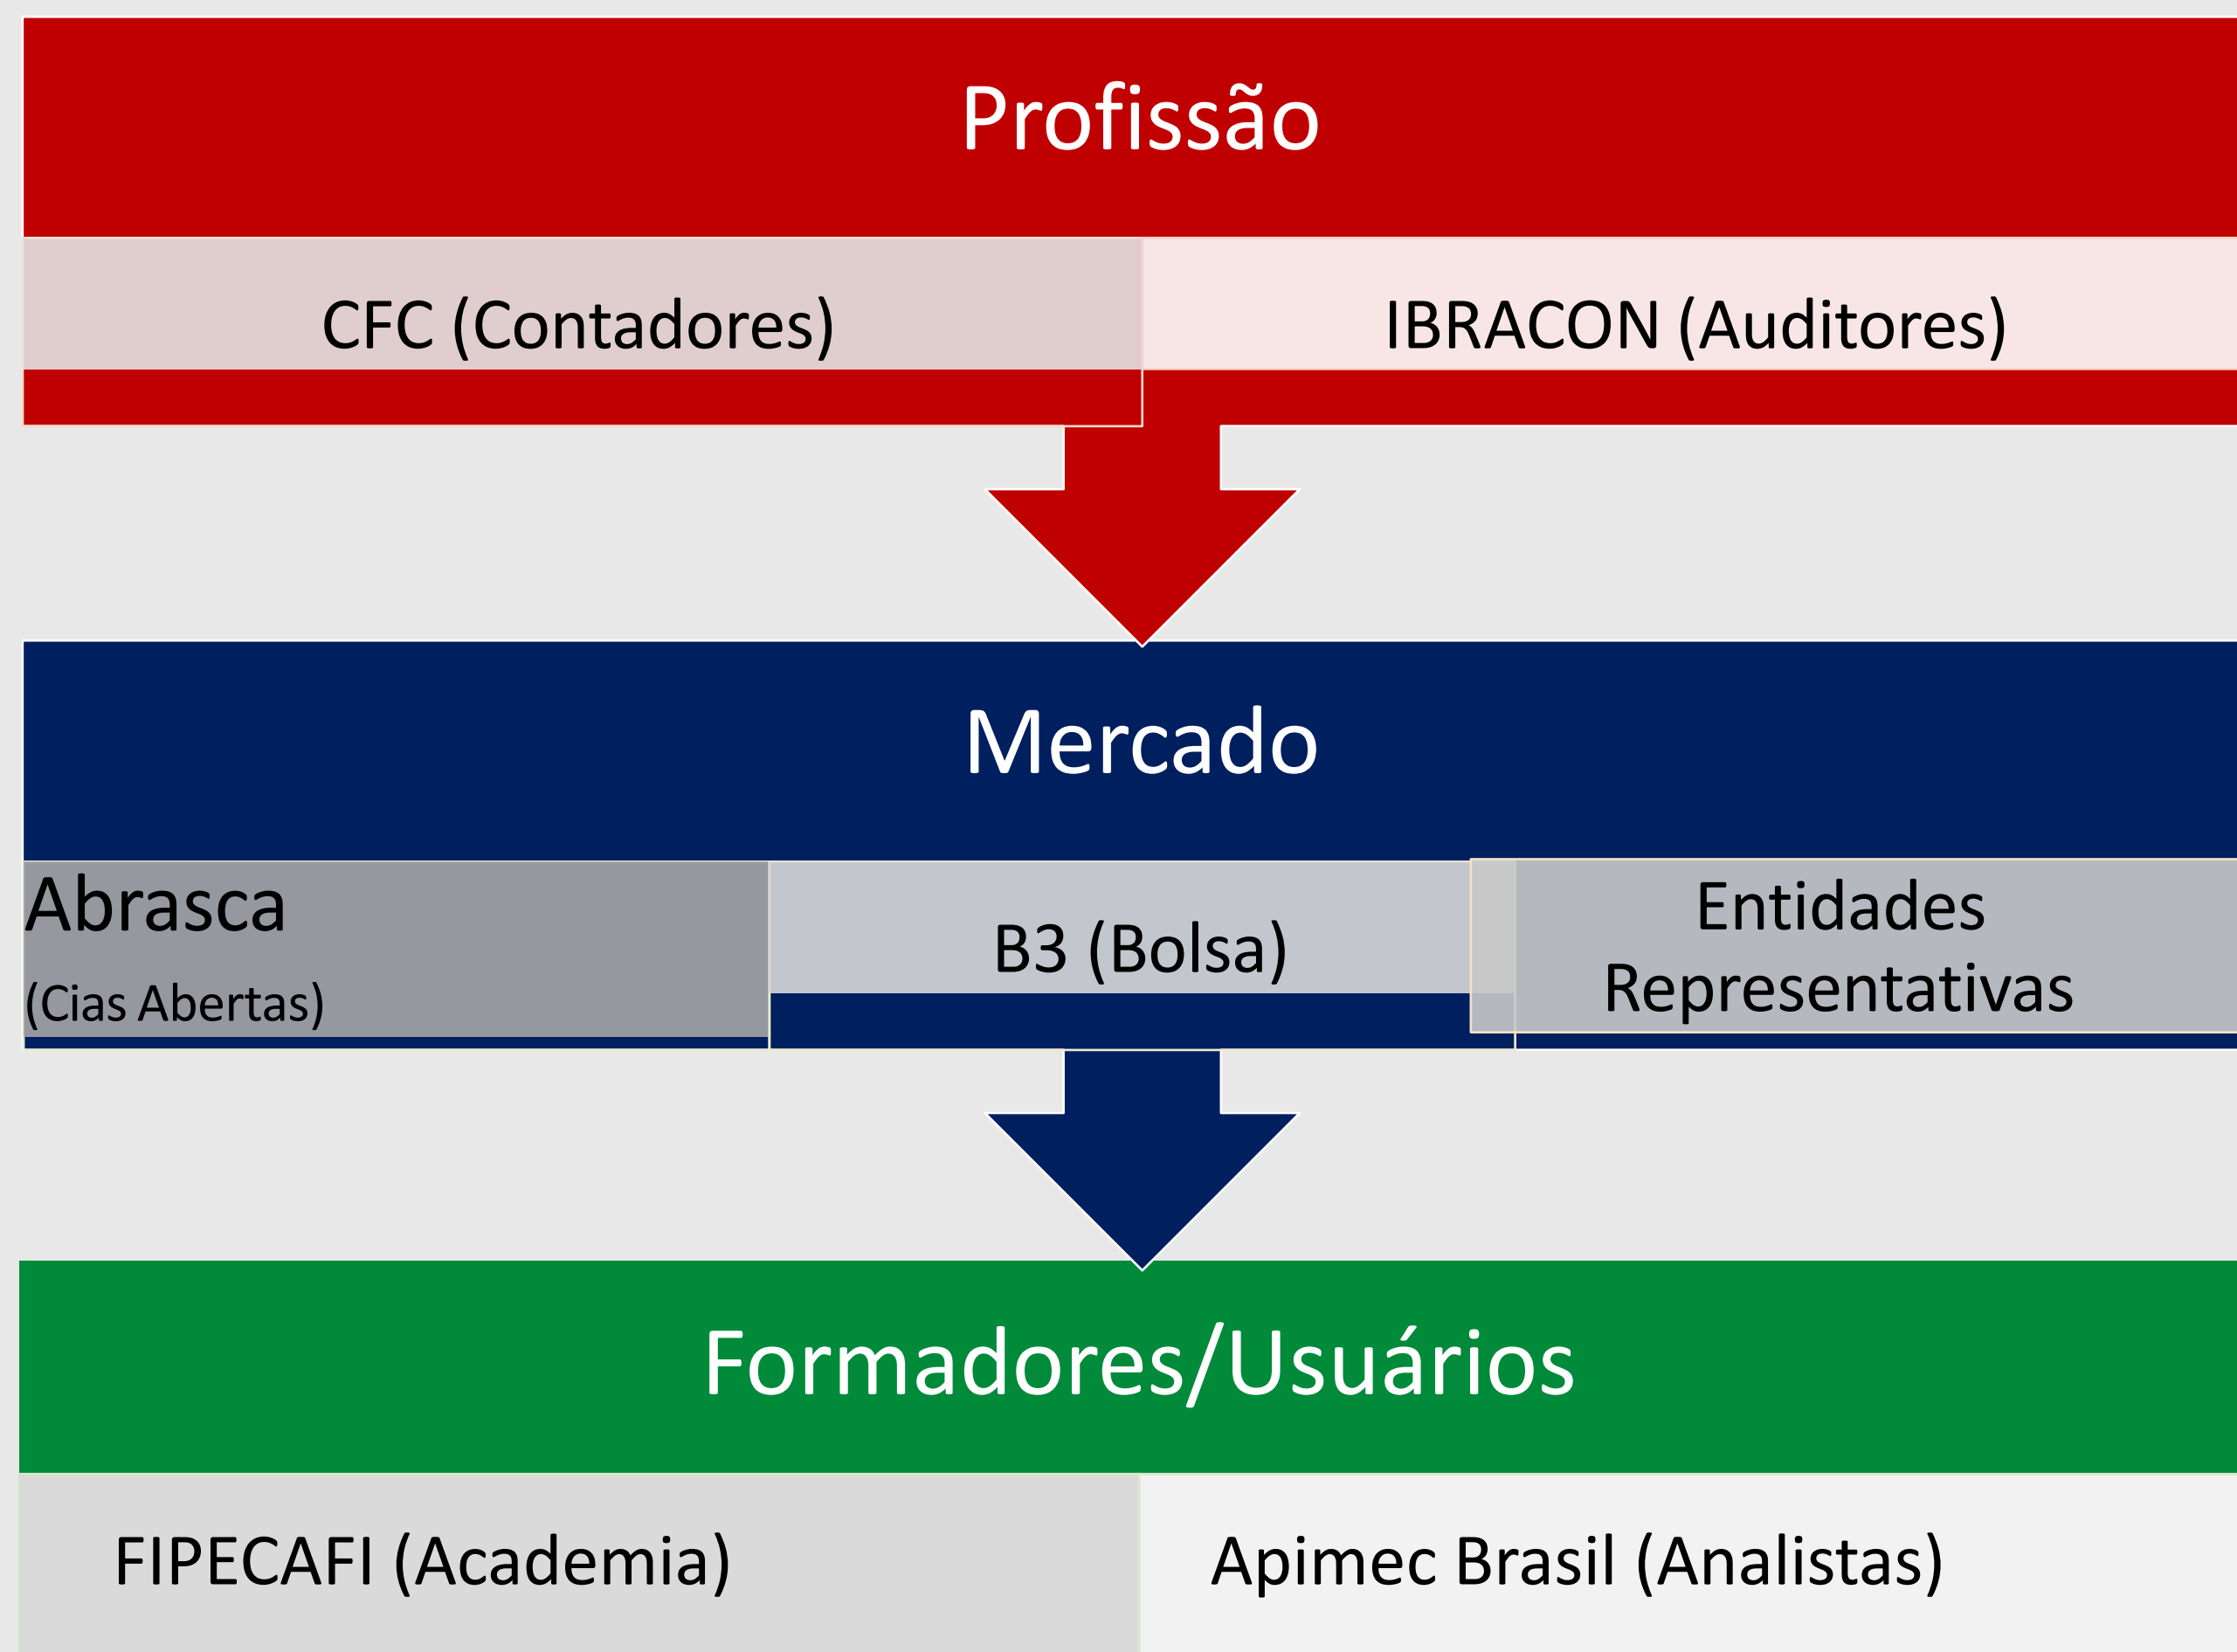 Profissão
CFC (Contadores)
IBRACON (Auditores)
Mercado
Abrasca
(Cias Abertas)
B3 (Bolsa)
Entidades
Representativas
Formadores/Usuários
FIPECAFI (Academia)
Apimec Brasil (Analistas)